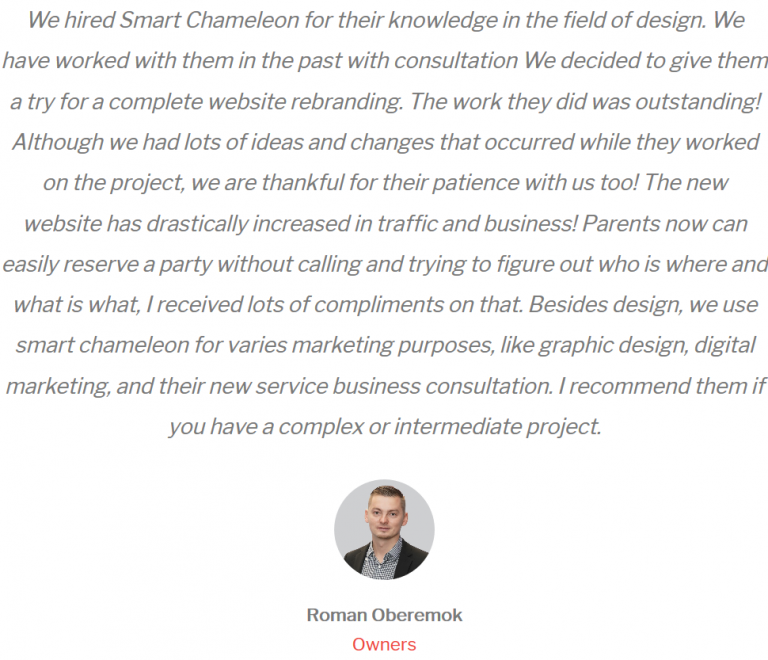 We hired Smart Chameleon for their knowledge in the field of design. We
have worked with them in the past with consultation We decided to give them
a try for a complete website rebranding. The work they did was outstanding!
Although we had lots of ideas and changes that occurred while they worked
on the project, we are thankful for their patience with us too! The new
website has drastically increased in traffic and business! Parents now can
easily reserve a party without calling and trying to figure out who is where and
what is what, I received lots of compliments on that. Besides design, we use
smart chameleon for varies marketing purposes, like graphic design, digital
marketing, and their new service business consultation. I recommend them if
you have a complex or intermediate project.
Roman Oberemok
Owners